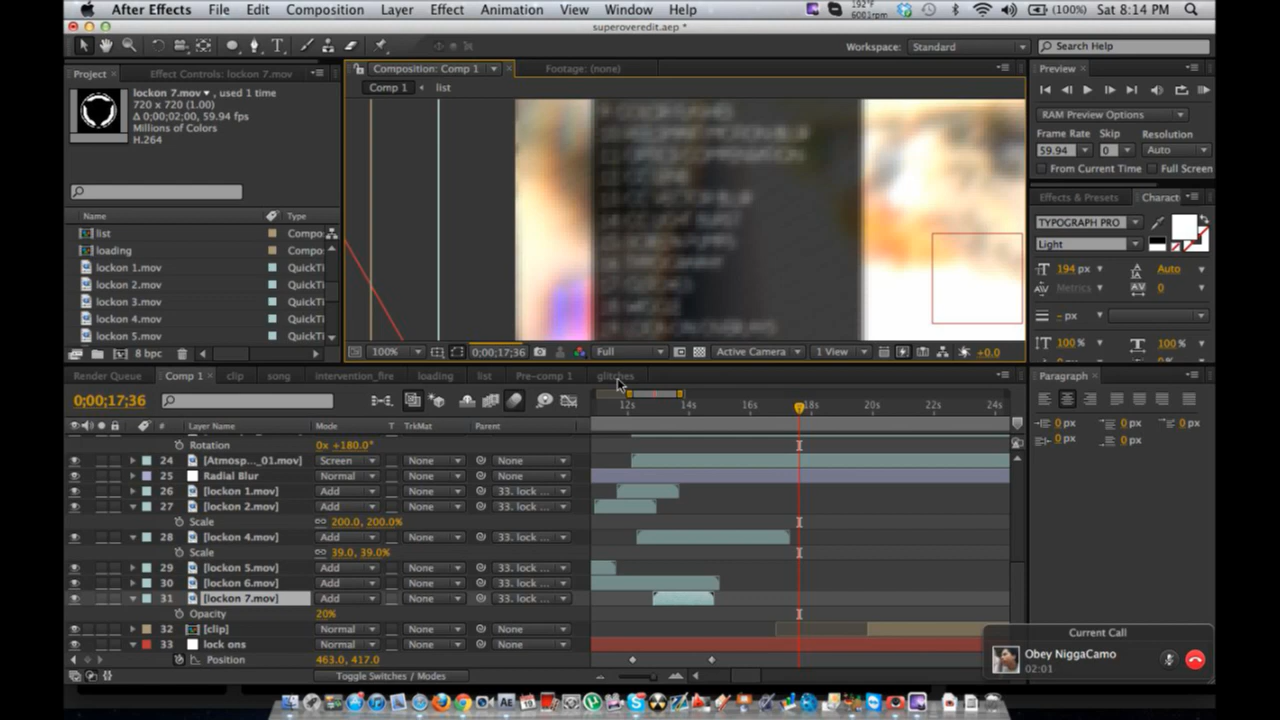 After Effects File Edit Composition Layer Effect Animation View Window Help 192°F 6001rpm (100%) Sat 8:14 PM
superoveredit.aep *
Workspace: Standard Search Help
Project Effect Controls: lockon 7.mov
lockon 7.mov , used 1 time
720 x 720 (1.00)
Δ 0;00;02;00, 59.94 fps
Millions of Colors
H.264
Name Type
list Compo
loading Compo
lockon 1.mov QuickTi
lockon 2.mov QuickTi
lockon 3.mov QuickTi
lockon 4.mov QuickTi
lockon 5.mov QuickTi
8 bpc
Composition: Comp 1 Footage: (none)
Comp 1 list
9 COLOR FLASHES
11 OPTICS COMPENSATION
100% 0;00;17;36 Full Active Camera 1 View +0.0
Preview
RAM Preview Options
Frame Rate Skip Resolution
59.94 0 Auto
From Current Time Full Screen
Effects & Presets Charact
TYPOGRAPH PRO
Light
194 px Auto
Metrics 0
- px
100 % 100 %
Render Queue Comp 1 clip song intervention_fire loading list Pre-comp 1 glitches
0;00;17;36
12s 14s 18s 20s 22s 24s
# Layer Name Mode T TrkMat Parent
Rotation 0x +180.0°
24 [Atmosp..._01.mov] Screen None None
25 Radial Blur Normal None None
26 [lockon 1.mov] Add None 33. lock ...
27 [lockon 2.mov] Add None 33. lock ...
Scale 200.0, 200.0%
28 [lockon 4.mov] Add None 33. lock ...
Scale 39.0, 39.0%
29 [lockon 5.mov] Add None 33. lock ...
30 [lockon 6.mov] Add None 33. lock ...
31 [lockon 7.mov] Add None 33. lock ...
Opacity 20%
32 [clip] Normal None None
33 lock ons Normal None None
Position 463.0, 417.0
Toggle Switches / Modes
Paragraph
0 px 0 px 0 px
0 px 0 px
Current Call
Obey NiggaCamo
02:01